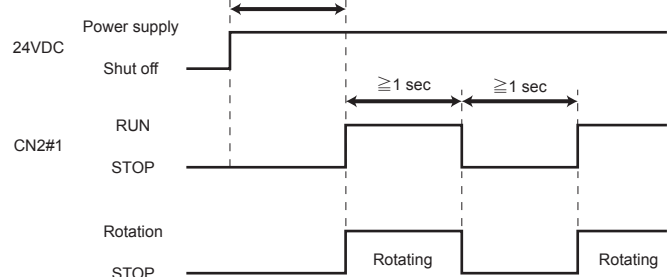 Power supply
24VDC
Shut off
≧1 sec ≧1 sec
RUN
CN2#1
STOP
Rotation
Rotating Rotating
STOP